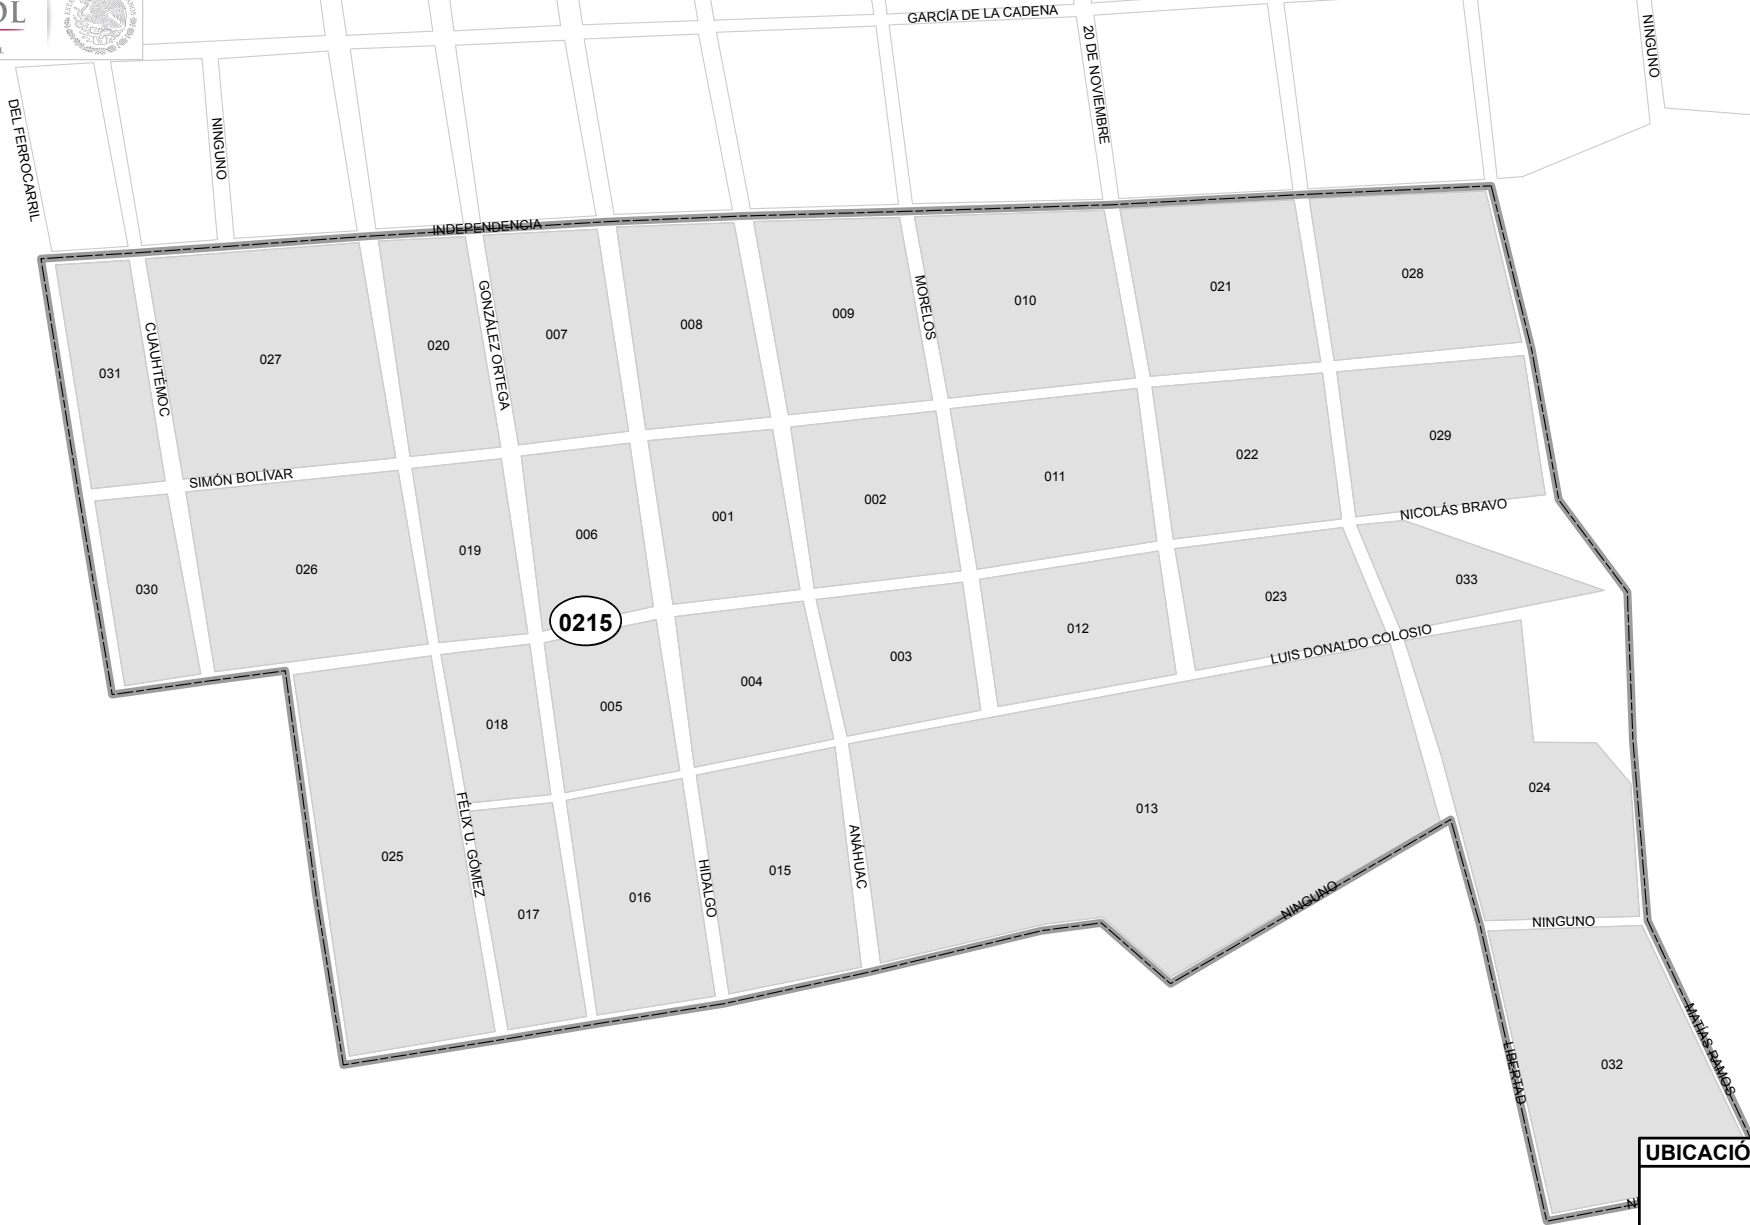 OL
GARCÍA DE LA CADENA
20 DE NOVIEMBRE
NINGUNO
DEL FERROCARRIL
NINGUNO
INDEPENDENCIA
028
021
010
009
008
007
020
027
031
CUAUHTÉMOC
GONZÁLEZ ORTEGA
MORELOS
SIMÓN BOLÍVAR
029
022
011
002
001
006
019
026
030
NICOLÁS BRAVO
033
023
012
003
004
005
018
0215
LUIS DONALDO COLOSIO
024
013
025
FÉLIX U. GÓMEZ
017
016
HIDALGO
015
ANÁHUAC
NINGUNO
NINGUNO
MATÍAS RAMOS
LIBERTAD
032
UBICACIÓ
NI